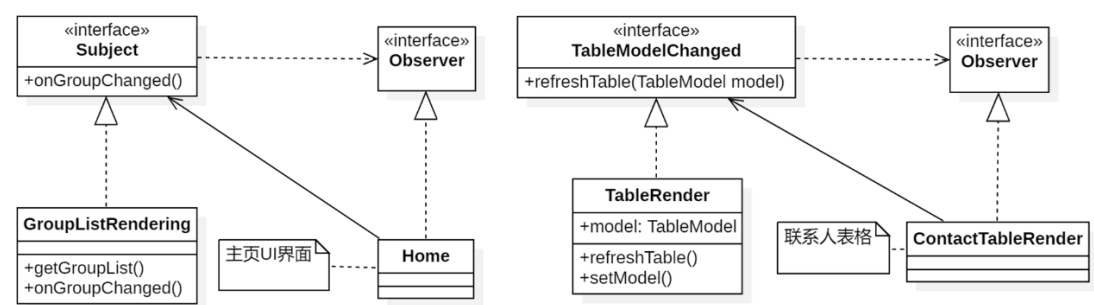 «interface»
Subject
+onGroupChanged()
«interface»
Observer
GroupListRendering
+getGroupList()
+onGroupChanged()
主页UI界面
Home
«interface»
TableModelChanged
+refreshTable(TableModel model)
«interface»
Observer
TableRender
+model: TableModel
+refreshTable()
+setModel()
联系人表格
ContactTableRender